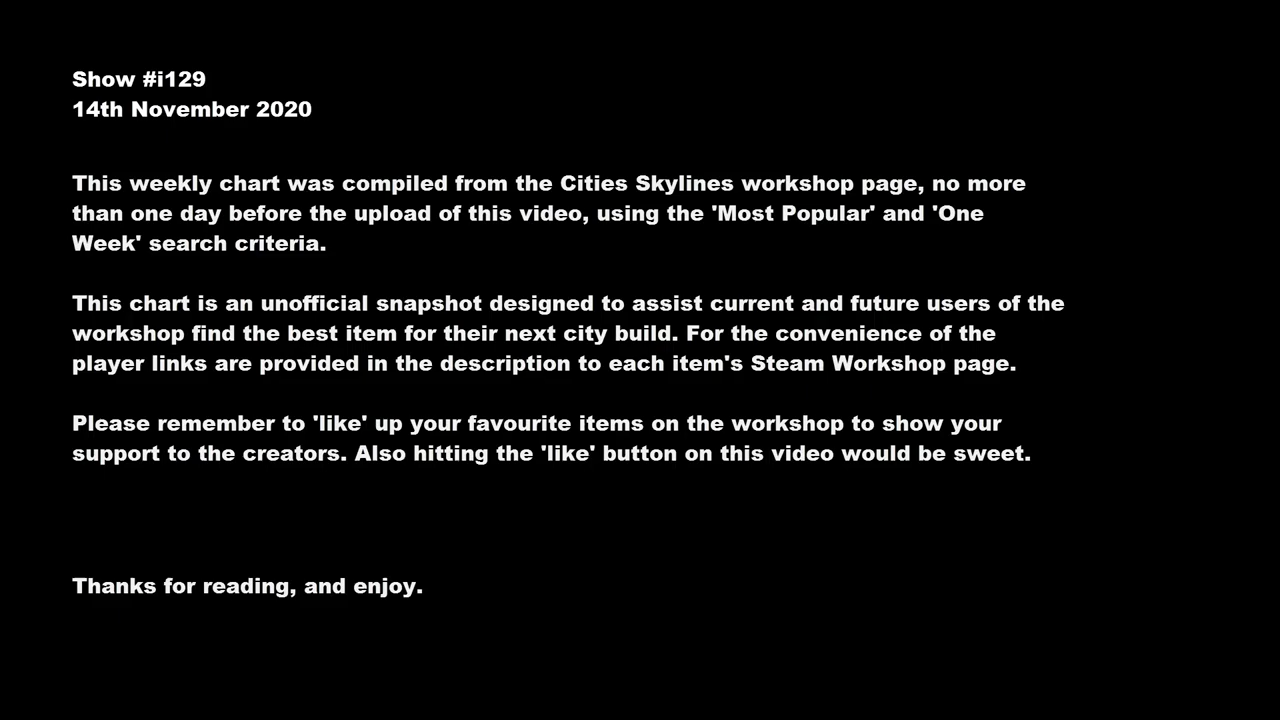 Show #i129
14th November 2020
This weekly chart was compiled from the Cities Skylines workshop page, no more
than one day before the upload of this video, using the 'Most Popular' and 'One
Week' search criteria.
This chart is an unofficial snapshot designed to assist current and future users of the
workshop find the best item for their next city build. For the convenience of the
player links are provided in the description to each item's Steam Workshop page.
Please remember to 'like' up your favourite items on the workshop to show your
support to the creators. Also hitting the 'like' button on this video would be sweet.
Thanks for reading, and enjoy.